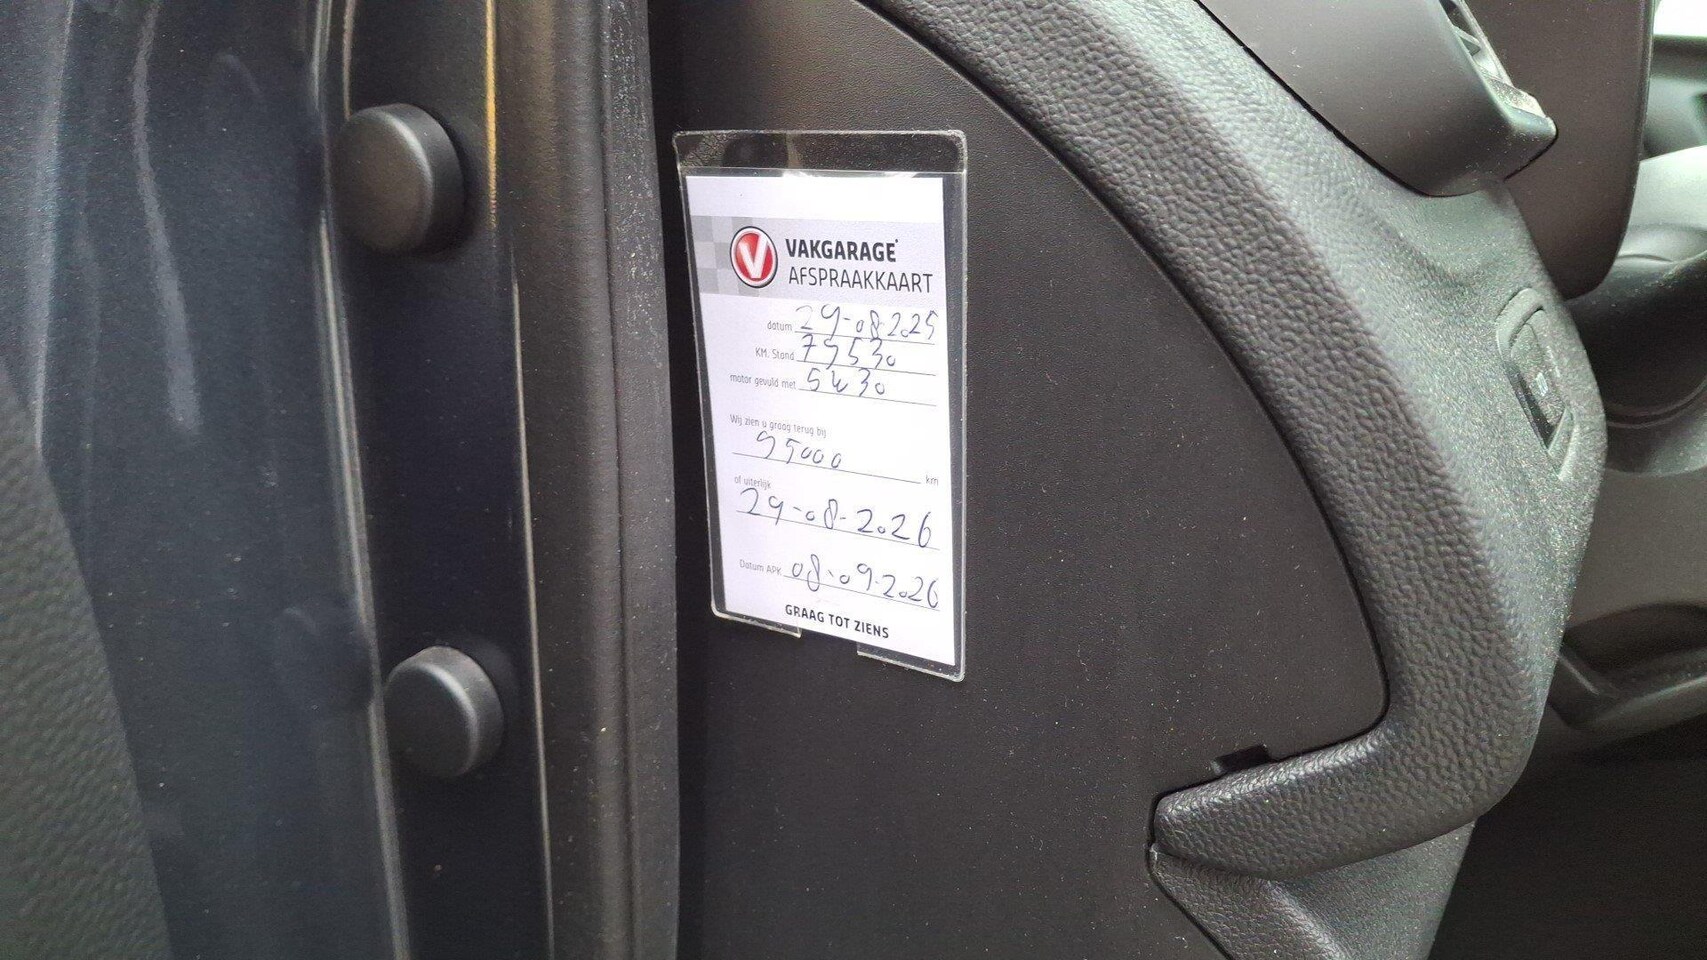 V VAKGARAGE
AFSPRAAKKAART
datum 29-08-2025
KM. Stand 79530
motor gevuld met 5W30
Wij zien u graag terug bij
95000 km
of uiterlijk
29-08-2026
Datum APK 08-09-2026
GRAAG TOT ZIENS